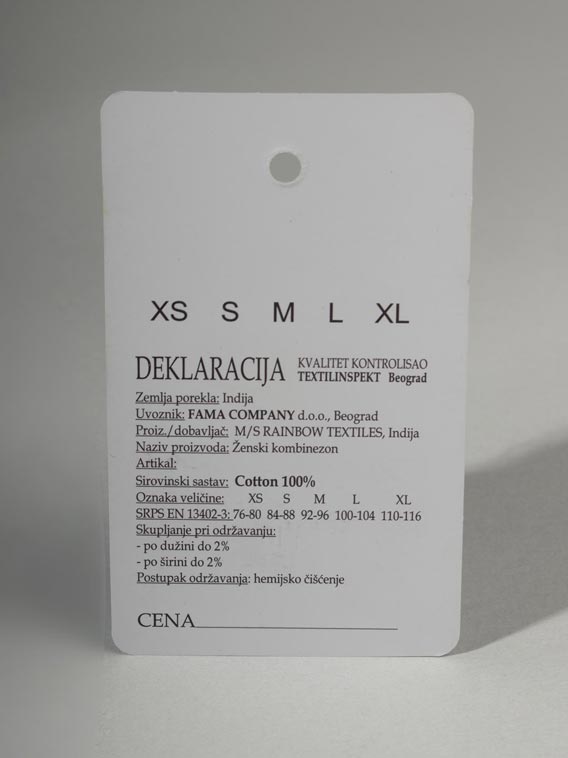 XS S M L XL
DEKLARACIJA KVALITET KONTROLISAO
TEXTILINSPEKT Beograd
Zemlja porekla: Indija
Uvoznik: FAMA COMPANY d.o.o., Beograd
Proiz./dobavljač: M/S RAINBOW TEXTILES, Indija
Naziv proizvoda: Ženski kombinezon
Artikal:
Sirovinski sastav: Cotton 100%
Oznaka veličine: XS S M L XL
SRPS EN 13402-3: 76-80 84-88 92-96 100-104 110-116
Skupljanje pri održavanju:
- po dužini do 2%
- po širini do 2%
Postupak održavanja: hemijsko čišćenje
CENA